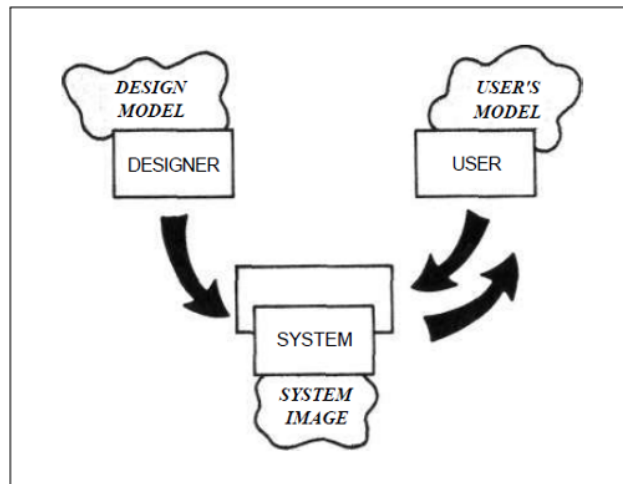 DESIGN
MODEL
DESIGNER
USER'S
MODEL
USER
SYSTEM
SYSTEM
IMAGE